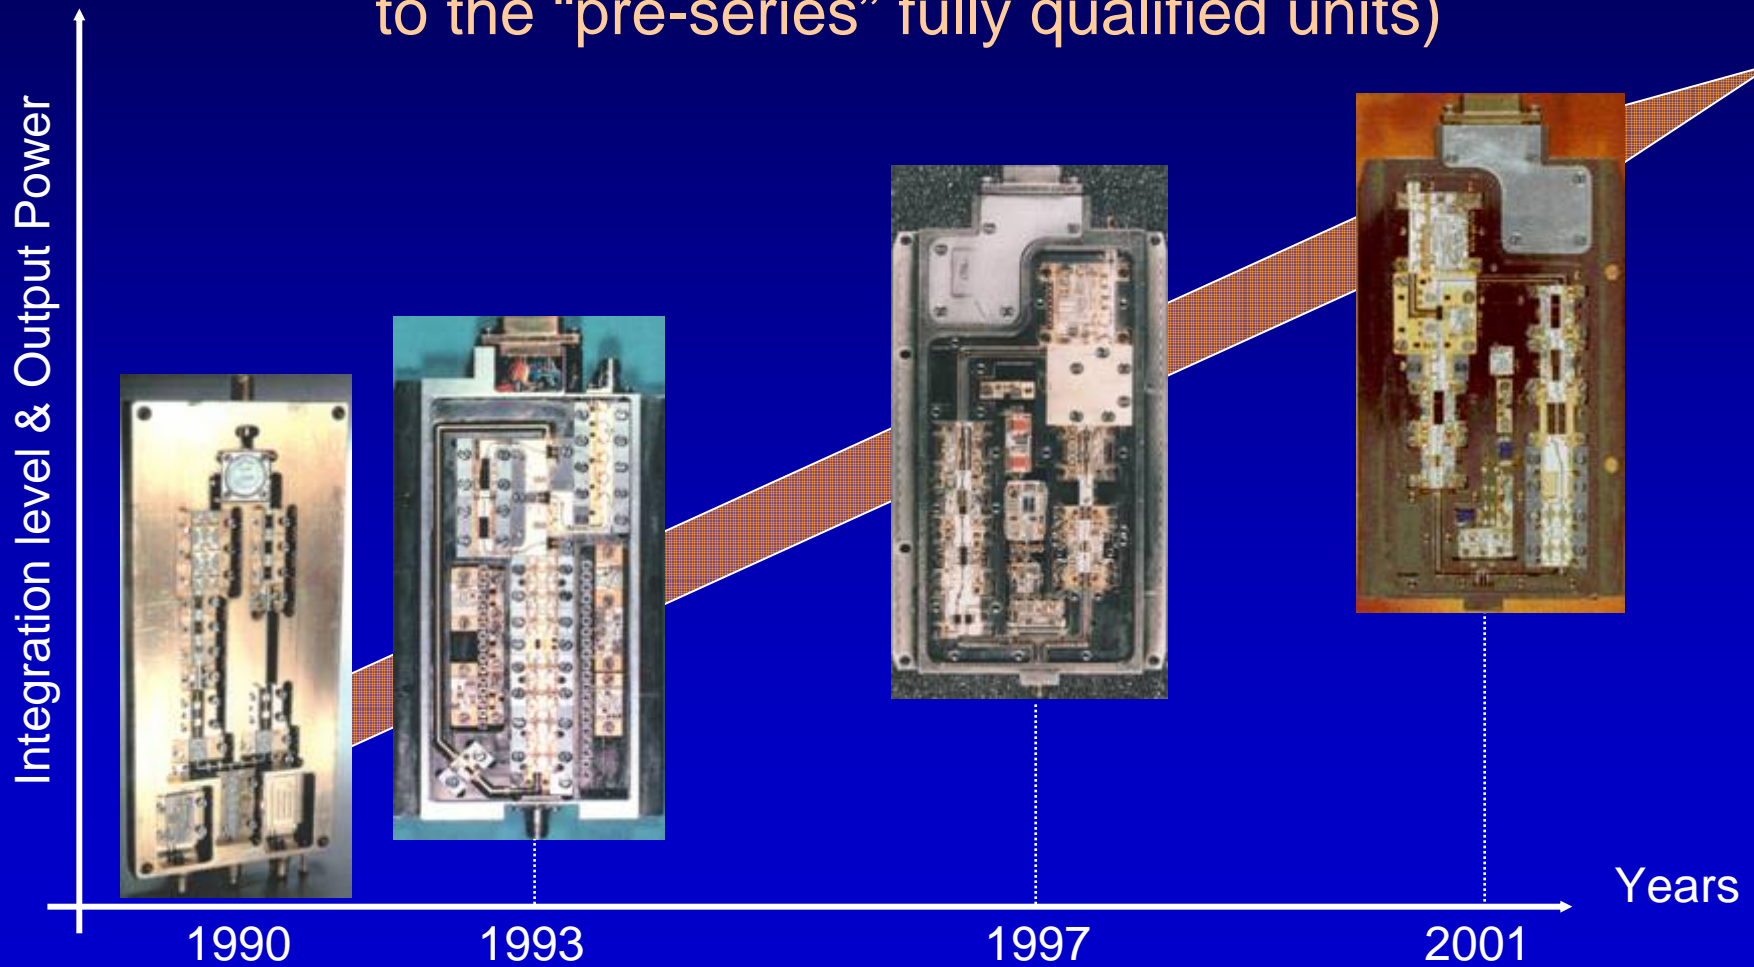 to the “pre-series” fully qualified units)
Integration level & Output Power
Years
1990
1993
1997
2001